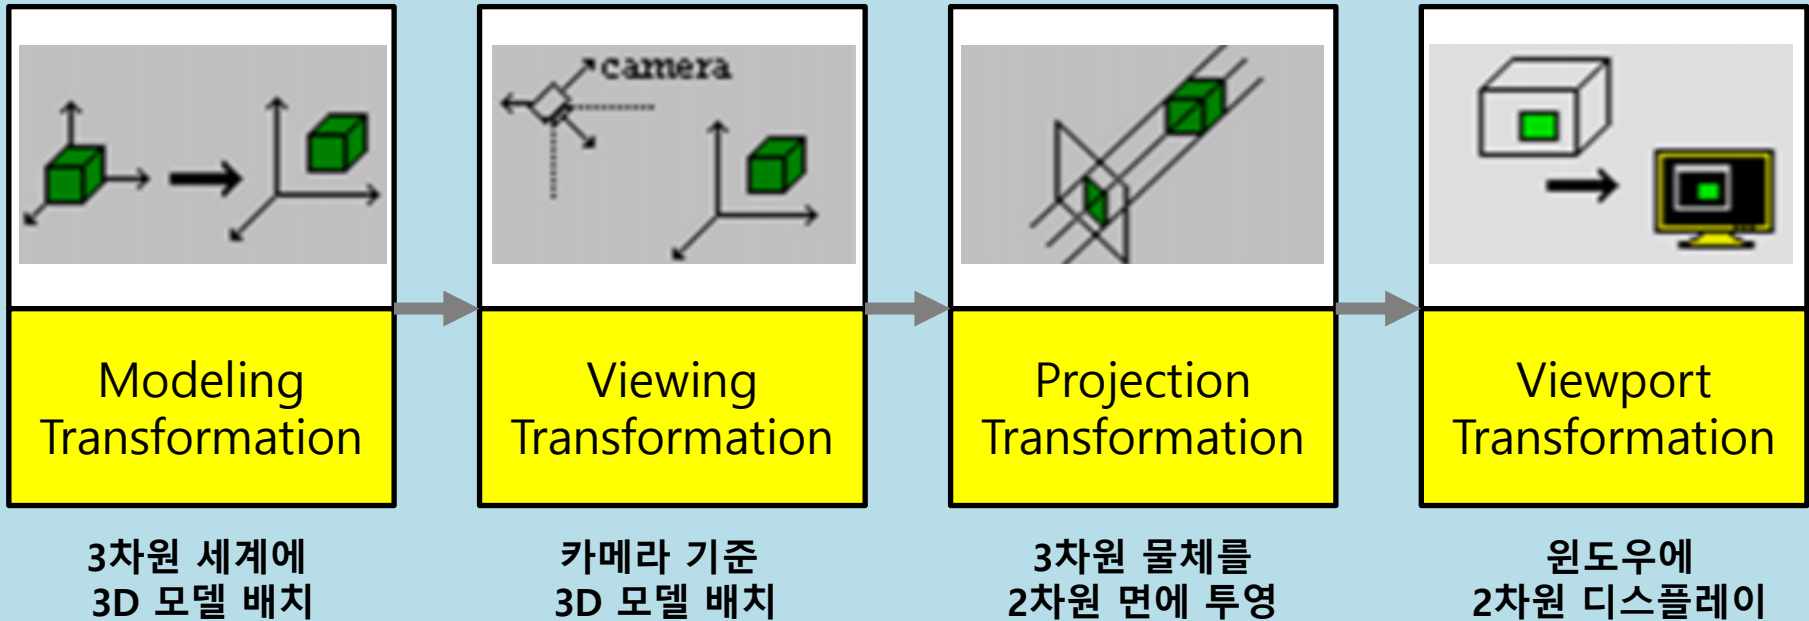 camera
Modeling
Transformation
Viewing
Transformation
Projection
Transformation
Viewport
Transformation
3차원 세계에
3D 모델 배치
카메라 기준
3D 모델 배치
3차원 물체를
2차원 면에 투영
윈도우에
2차원 디스플레이